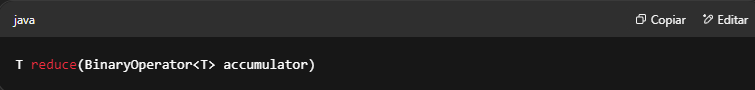 java Copiar Editar
T reduce(BinaryOperator<T> accumulator)